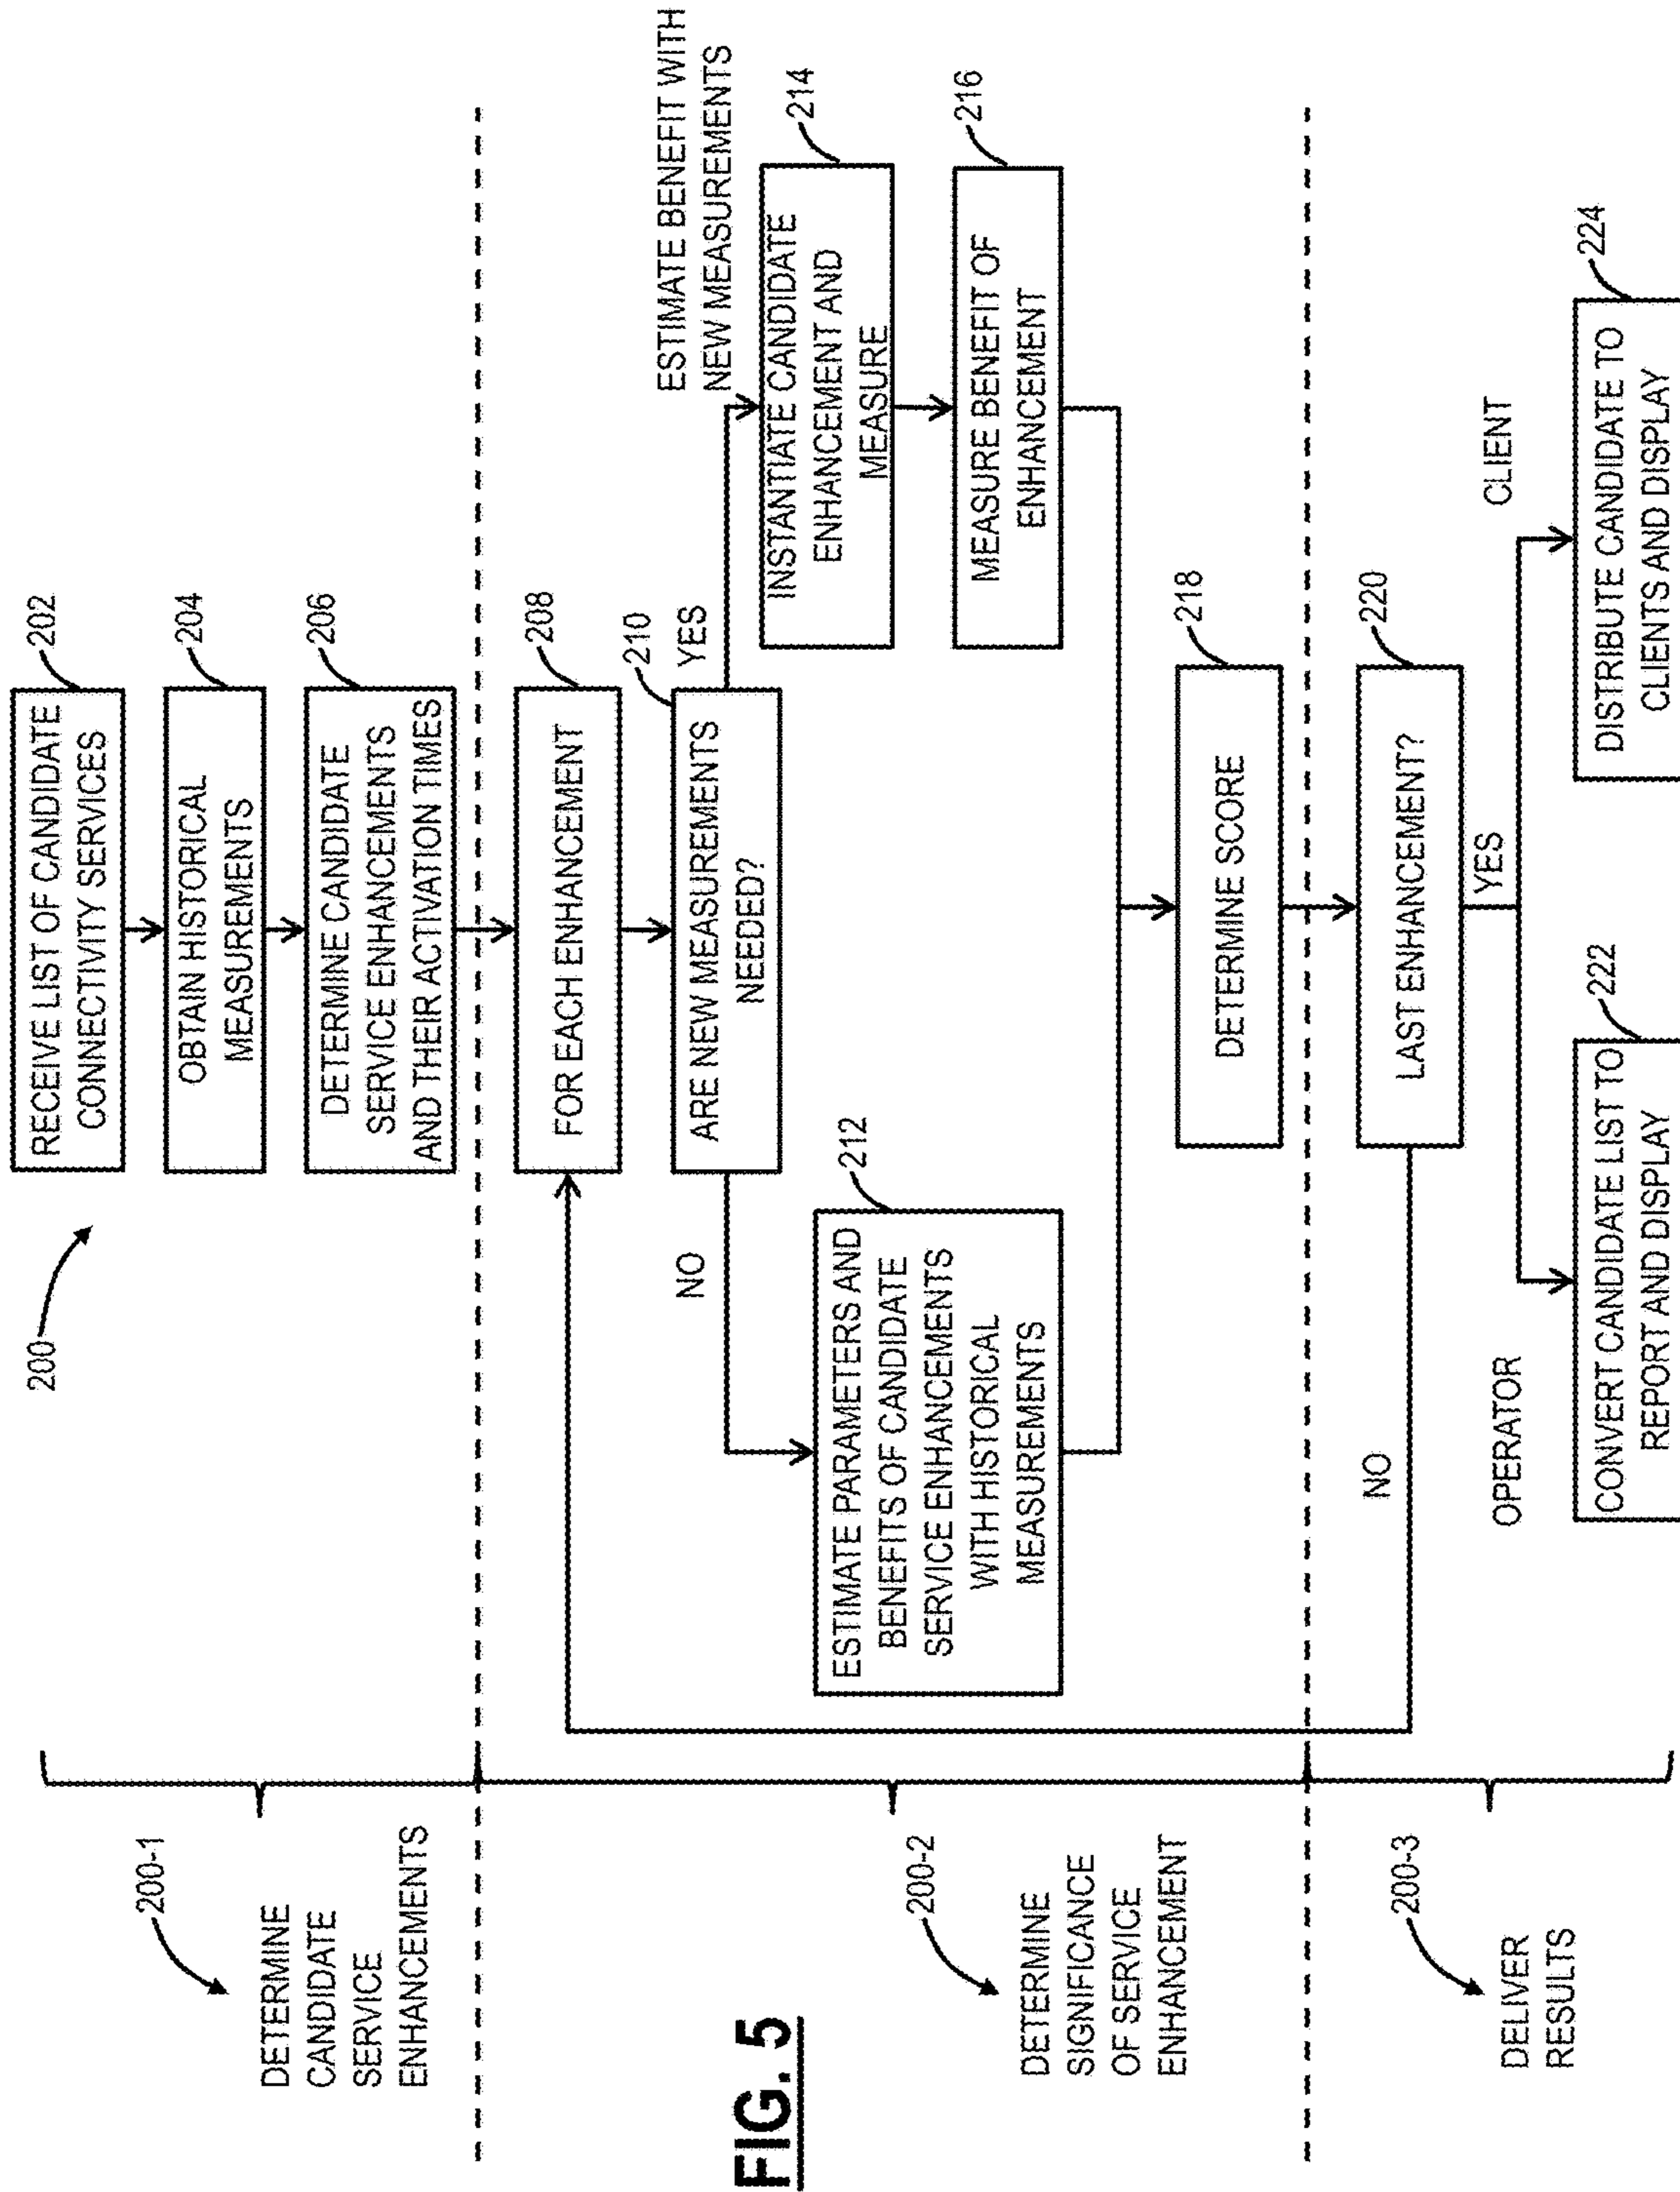 200
RECEIVE LIST OF CANDIDATE
CONNECTIVITY SERVICES
202
OBTAIN HISTORICAL
MEASUREMENTS
204
DETERMINE CANDIDATE
SERVICE ENHANCEMENTS
AND THEIR ACTIVATION TIMES
206
200-1
DETERMINE
CANDIDATE
SERVICE
ENHANCEMENTS
FOR EACH ENHANCEMENT
208
ARE NEW MEASUREMENTS
NEEDED?
210
NO
YES
ESTIMATE BENEFIT WITH
NEW MEASUREMENTS
ESTIMATE PARAMETERS AND
BENEFITS OF CANDIDATE
SERVICE ENHANCEMENTS
WITH HISTORICAL
MEASUREMENTS
212
INSTANTIATE CANDIDATE
ENHANCEMENT AND
MEASURE
214
MEASURE BENEFIT OF
ENHANCEMENT
216
DETERMINE SCORE
218
200-2
DETERMINE
SIGNIFICANCE
OF SERVICE
ENHANCEMENT
LAST ENHANCEMENT?
220
NO
YES
OPERATOR
CLIENT
CONVERT CANDIDATE LIST TO
REPORT AND DISPLAY
222
DISTRIBUTE CANDIDATE TO
CLIENTS AND DISPLAY
224
200-3
DELIVER
RESULTS
FIG. 5